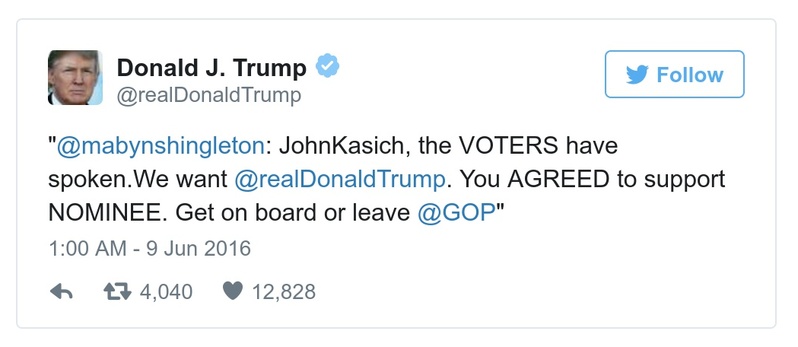 Donald J. Trump
@realDonaldTrump
Follow
"@mabynshingleton: JohnKasich, the VOTERS have
spoken.We want @realDonaldTrump. You AGREED to support
NOMINEE. Get on board or leave @GOP"
1:00 AM - 9 Jun 2016
4,040 12,828